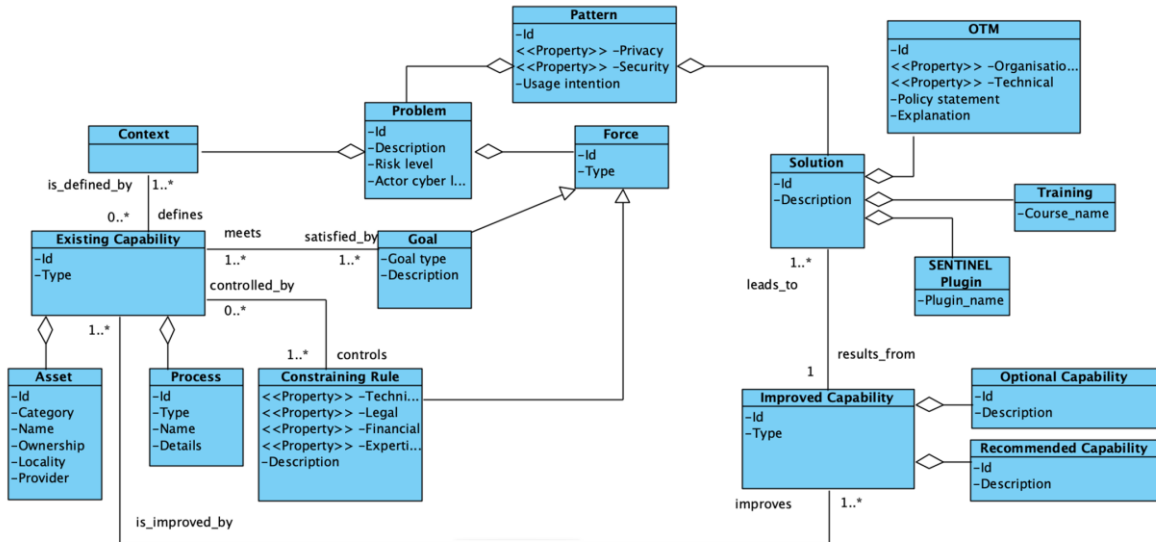 Pattern
-Id
<<Property>> -Privacy
<<Property>> -Security
-Usage intention
OTM
-Id
<<Property>> -Organisatio...
<<Property>> -Technical
-Policy statement
-Explanation
Problem
-Id
-Description
-Risk level
-Actor cyber l...
Context
Force
-Id
-Type
Solution
-Id
-Description
Training
-Course_name
SENTINEL
Plugin
-Plugin_name
is_defined_by
1..*
0..*
defines
Existing Capability
-Id
-Type
meets
1..*
satisfied_by
1..*
Goal
-Goal type
-Description
controlled_by
0..*
1..*
controls
1..*
1..*
leads_to
results_from
1
Asset
-Id
-Category
-Name
-Ownership
-Locality
-Provider
Process
-Id
-Type
-Name
-Details
Constraining Rule
<<Property>> -Techni...
<<Property>> -Legal
<<Property>> -Financial
<<Property>> -Experti...
-Description
Improved Capability
-Id
-Type
Optional Capability
-Id
-Description
Recommended Capability
-Id
-Description
is_improved_by
improves
1..*